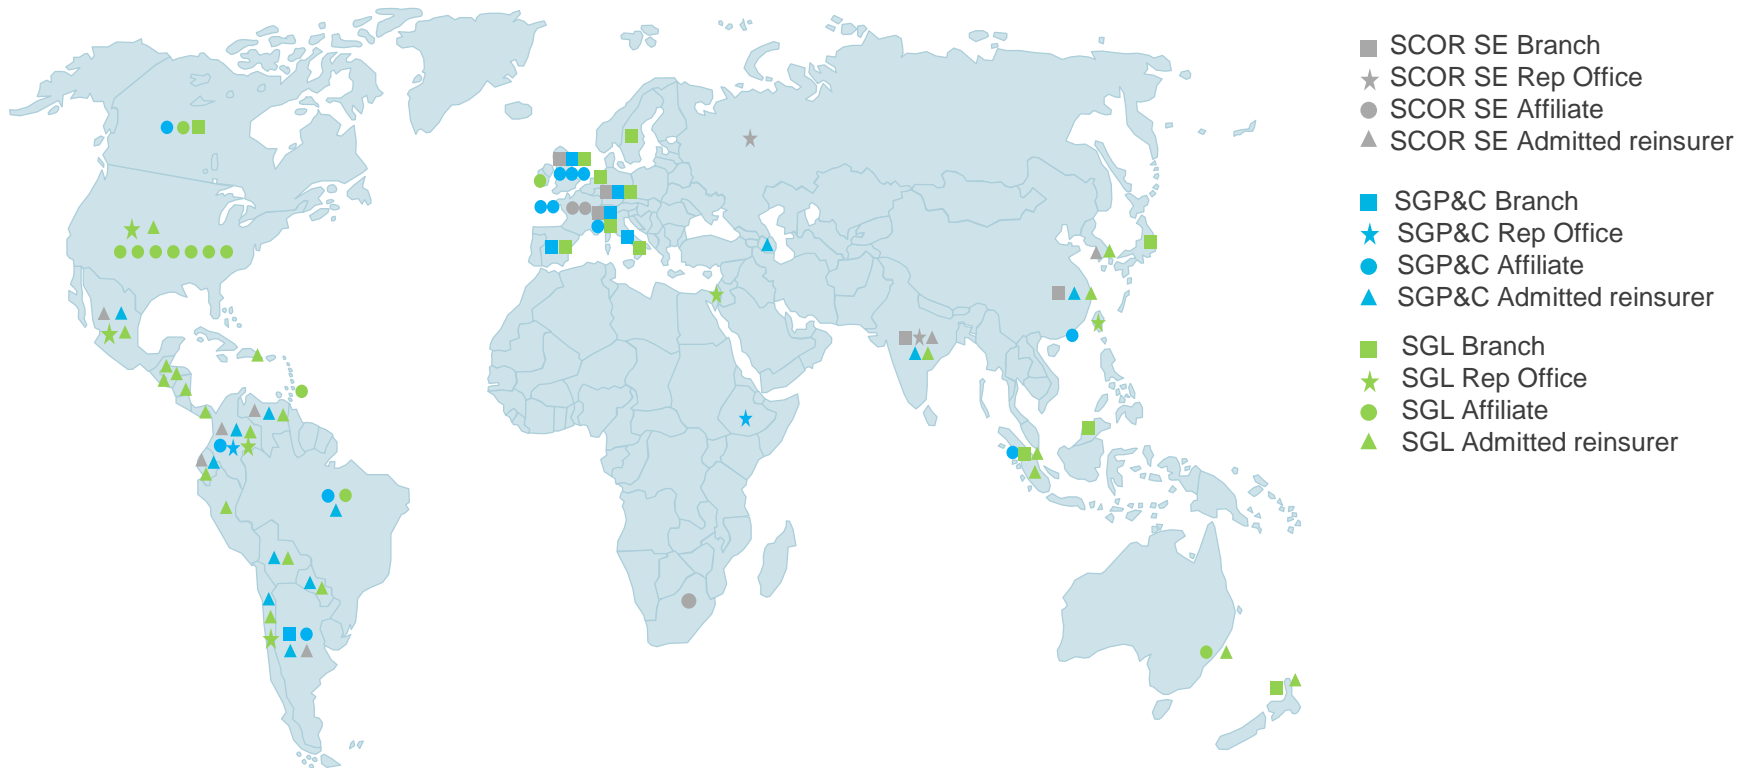 SCOR SE Branch
SCOR SE Rep Office
SCOR SE Affiliate
SCOR SE Admitted reinsurer
SGP&C Branch
SGP&C Rep Office
SGP&C Affiliate
SGP&C Admitted reinsurer
SGL Branch
SGL Rep Office
SGL Affiliate
SGL Admitted reinsurer